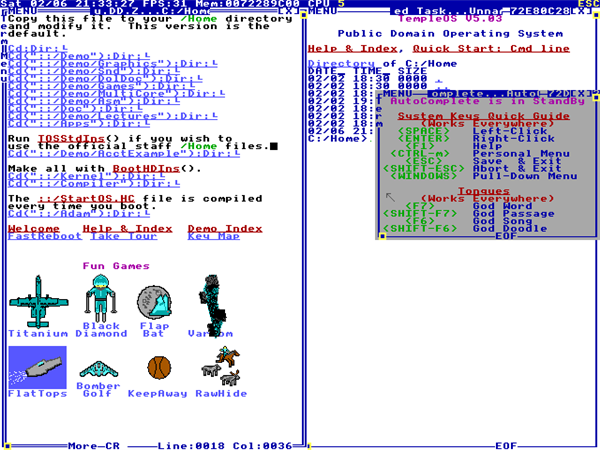 Sat 02/06 21:33:27 FPS:31 Mem:0072289C00 CPU 5 ESC
MENU u.DD.Z...C:/Home [X]
Copy this file to your /Home directory
and modify it. This version is the
default.
Cd;Dir;
Cd("::/Demo");Dir;
Cd("::/Demo/Graphics");Dir;
Cd("::/Demo/Snd");Dir;
Cd("::/Demo/DolDoc");Dir;
Cd("::/Demo/Games");Dir;
Cd("::/Demo/MultiCore");Dir;
Cd("::/Demo/Asm");Dir;
Cd("::/Doc");Dir;
Cd("::/Demo/Lectures");Dir;
Cd("::/Apps");Dir;
Run TOSStdIns() if you wish to
use the official staff /Home files.
Cd("::/Demo/AcctExample");Dir;
Make all with BootHDIns().
Cd("::/Kernel");Dir;
Cd("::/Compiler");Dir;
The ::/StartOS.HC file is compiled
every time you boot.
Cd("::/Adam");Dir;
Welcome Help & Index Demo Index
FastReboot Take Tour Key Map
Fun Games
Titanium Black Diamond Flap Bat Varoom
FlatTops Bomber Golf KeepAway RawHide
More-CR Line:0018 Col:0036
MENU ed Task...Unnar 72E80C28 [X]
TempleOS V5.03
Public Domain Operating System
Help & Index, Quick Start: Cmd line
Directory of C:/Home
DATE_ TIME_ SIZE
02/02 18:30 0000 .
02/02 18:30 0000 ..
02/02 18:
02/02 18:
02/02 19:
02/02 18:
02/06 21:
C:/Home>
MENU omplete...Auto 72D [X]
AutoComplete is in StandBy
System Keys Quick Guide
(Works Everywhere)
<SPACE> Left-Click
<ENTER> Right-Click
<F1> Help
<CTRL-m> Personal Menu
<ESC> Save & Exit
<SHIFT-ESC> Abort & Exit
<WINDOWS> Pull-Down Menu
Tongues
(Works Everywhere)
<F7> God Word
<SHIFT-F7> God Passage
<F6> God Song
<SHIFT-F6> God Doodle
EOF
EOF